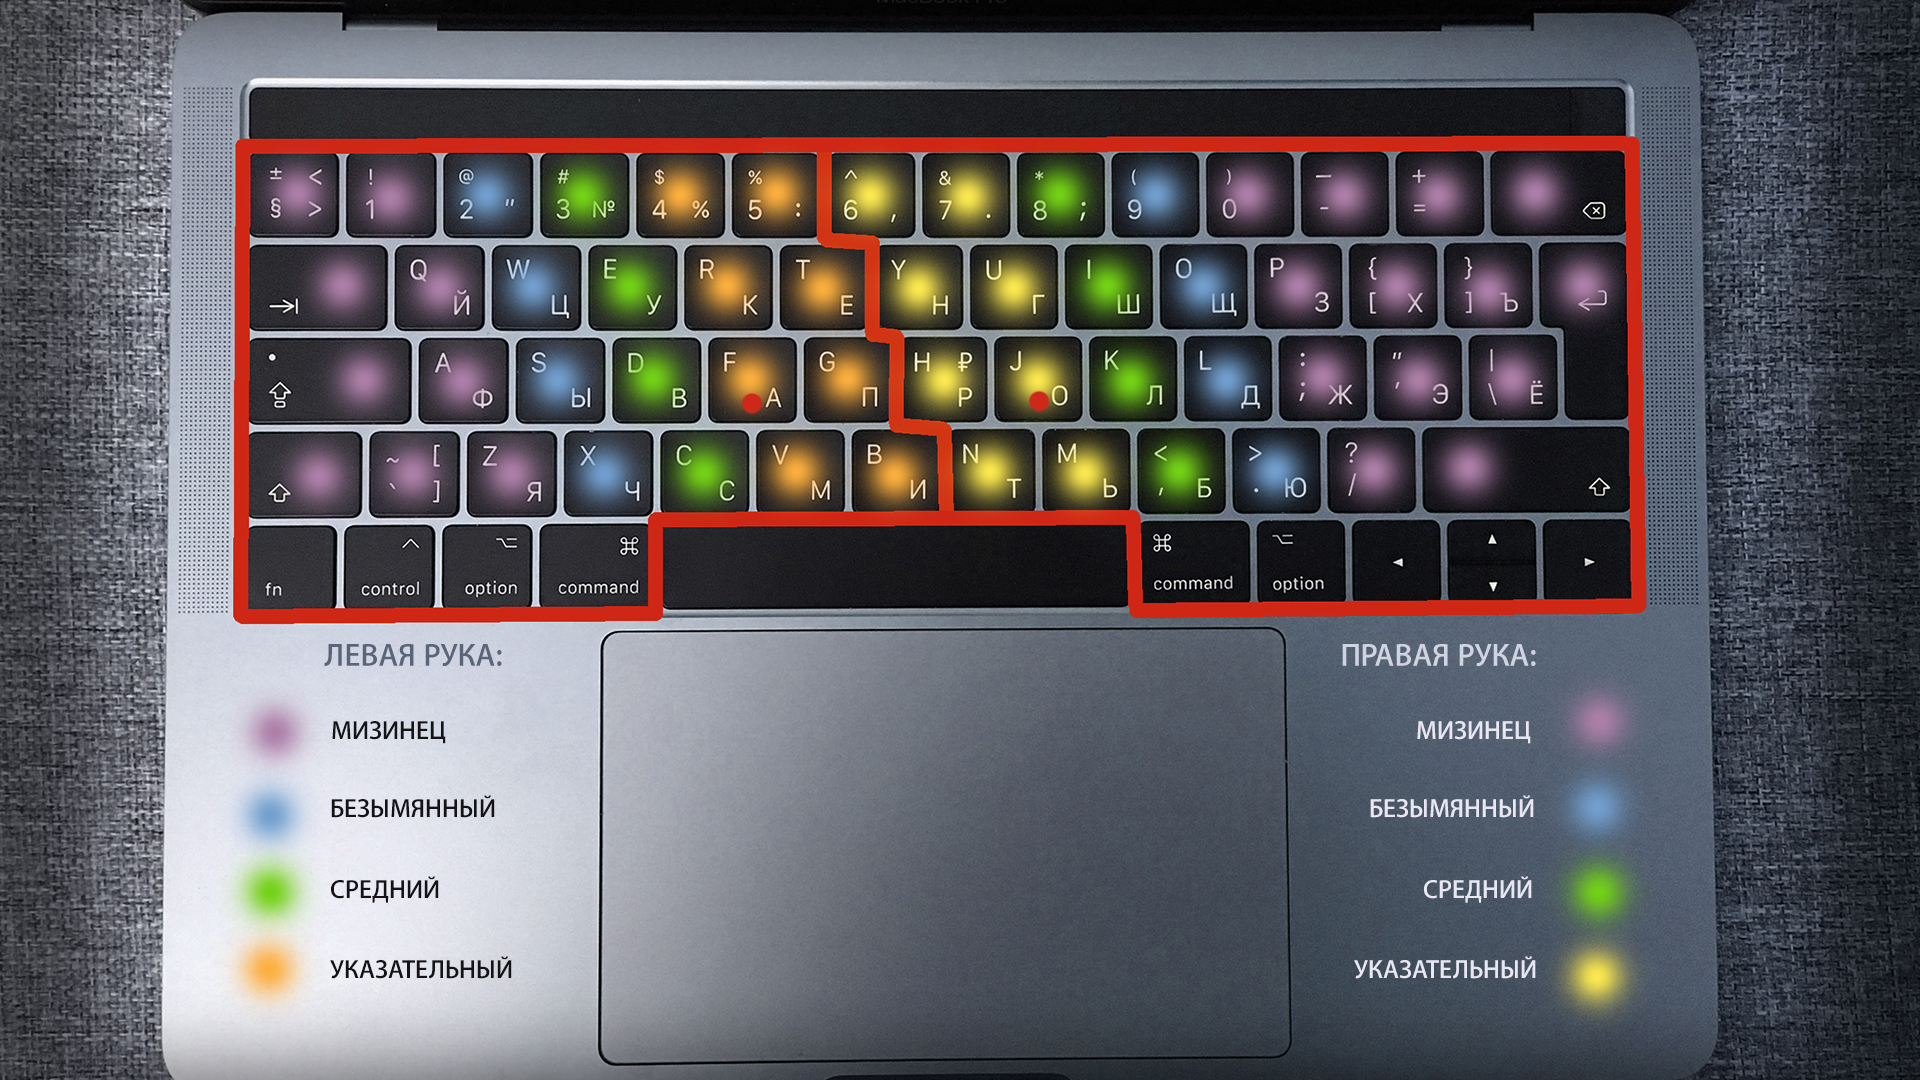 ± < § >
! 1
@ 2 "
# 3 №
$ 4 %
% 5 :
^ 6 ,
& 7 .
* 8 ;
( 9
) 0
— -
+ =
Q Й
W Ц
E У
R К
T Е
Y Н
U Г
I Ш
O Щ
P З
{ [ Х
} ] Ъ
A Ф
S Ы
D В
F А
G П
H ₽ Р
J О
K Л
L Д
: ; Ж
" ' Э
| \ Ё
~ [ ` ]
Z Я
X Ч
C С
V М
B И
N Т
M Ь
< , Б
> . Ю
? /
fn
control
option
command
command
option
ЛЕВАЯ РУКА:
МИЗИНЕЦ
БЕЗЫМЯННЫЙ
СРЕДНИЙ
УКАЗАТЕЛЬНЫЙ
ПРАВАЯ РУКА:
МИЗИНЕЦ
БЕЗЫМЯННЫЙ
СРЕДНИЙ
УКАЗАТЕЛЬНЫЙ